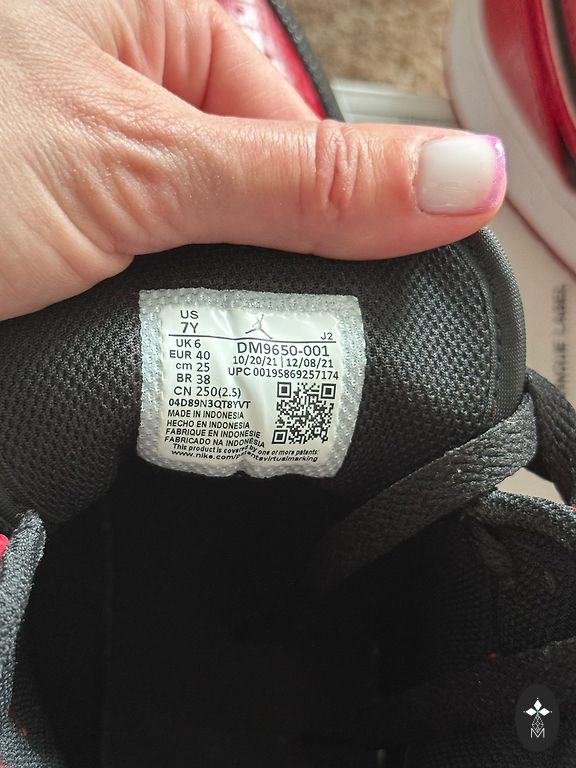 US
7Y
J2
UK 6
EUR 40
cm 25
BR 38
CN 250(2.5)
DM9650-001
10/20/21 12/08/21
UPC 00195869257174
04D89N3QT8YVT
MADE IN INDONESIA
HECHO EN INDONESIA
FABRIQUE EN INDONESIE
FABRICADO NA INDONÉSIA
This product is covered by one or more patents:
www.nike.com/patentsvirtualmarking
M